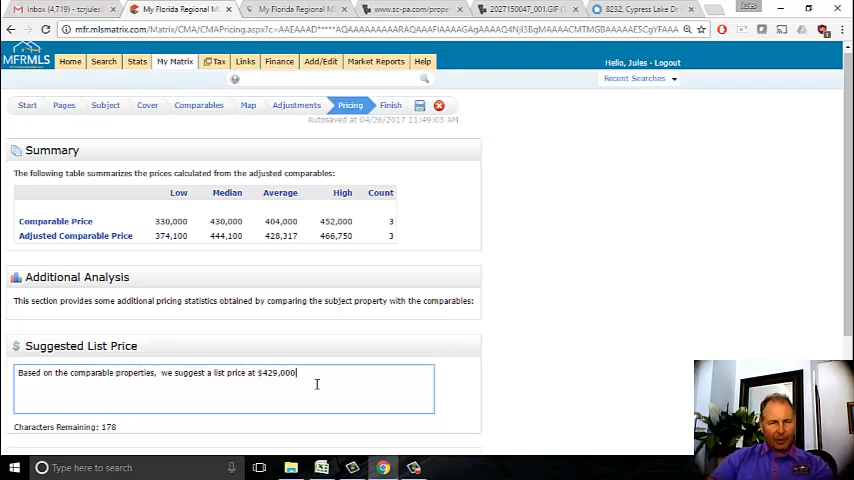 Inbox (4,719) - tcrjules@
My Florida Regional M
My Florida Regional M
www.sc-pa.com/prope
2027150047_001.GIF (
8232, Cypress Lake Dr
Jules
mfr.mlsmatrix.com/Matrix/CMA/CMAPricing.aspx?c=
MFRMLS
Home
Search
Stats
My Matrix
Tax
Links
Finance
Add/Edit
Market Reports
Help
Hello, Jules - Logout
Recent Searches
Start
Pages
Subject
Cover
Comparables
Map
Adjustments
Pricing
Finish
Autosaved at 04/26/2017 11:49:05 AM
Summary
The following table summarizes the prices calculated from the adjusted comparables:
Low Median Average High Count
Comparable Price 330,000 430,000 404,000 452,000 3
Adjusted Comparable Price 374,100 444,100 428,317 466,750 3
Additional Analysis
This section provides some additional pricing statistics obtained by comparing the subject property with the comparables:
Suggested List Price
Based on the comparable properties, we suggest a list price at $429,000
Characters Remaining: 178
Type here to search